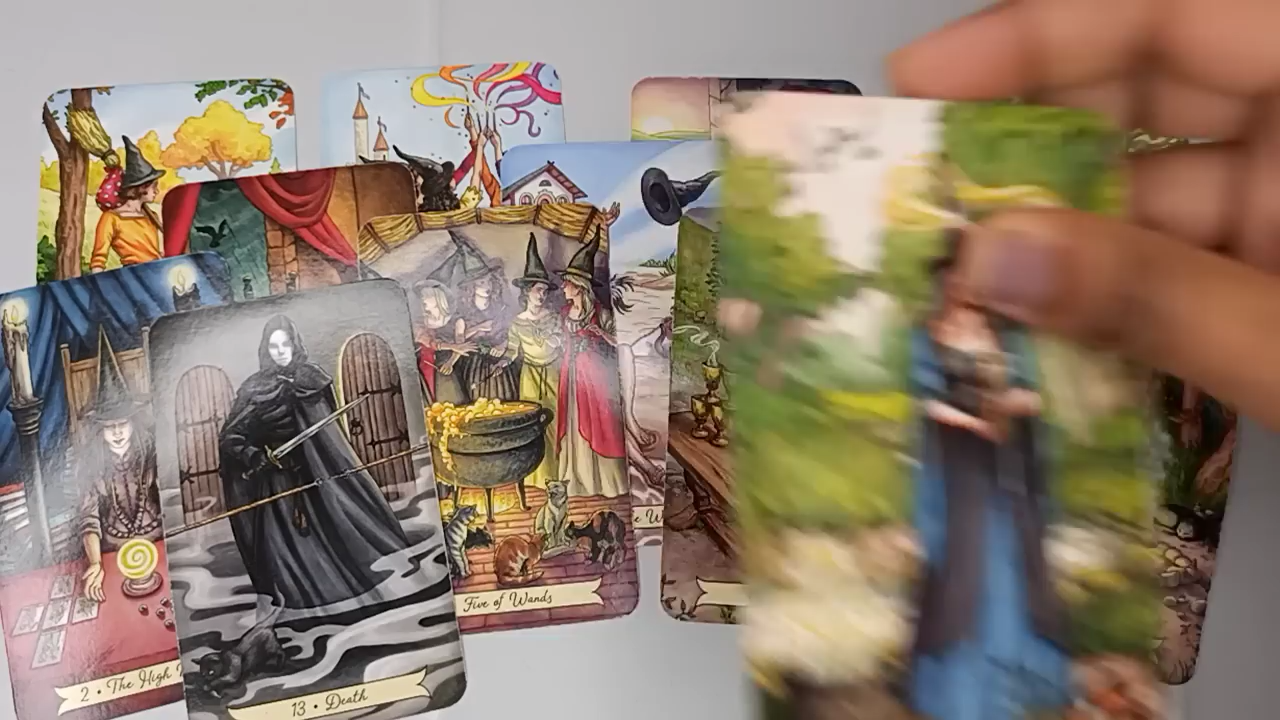 2 • The High
13 • Death
Five of Wands
e W